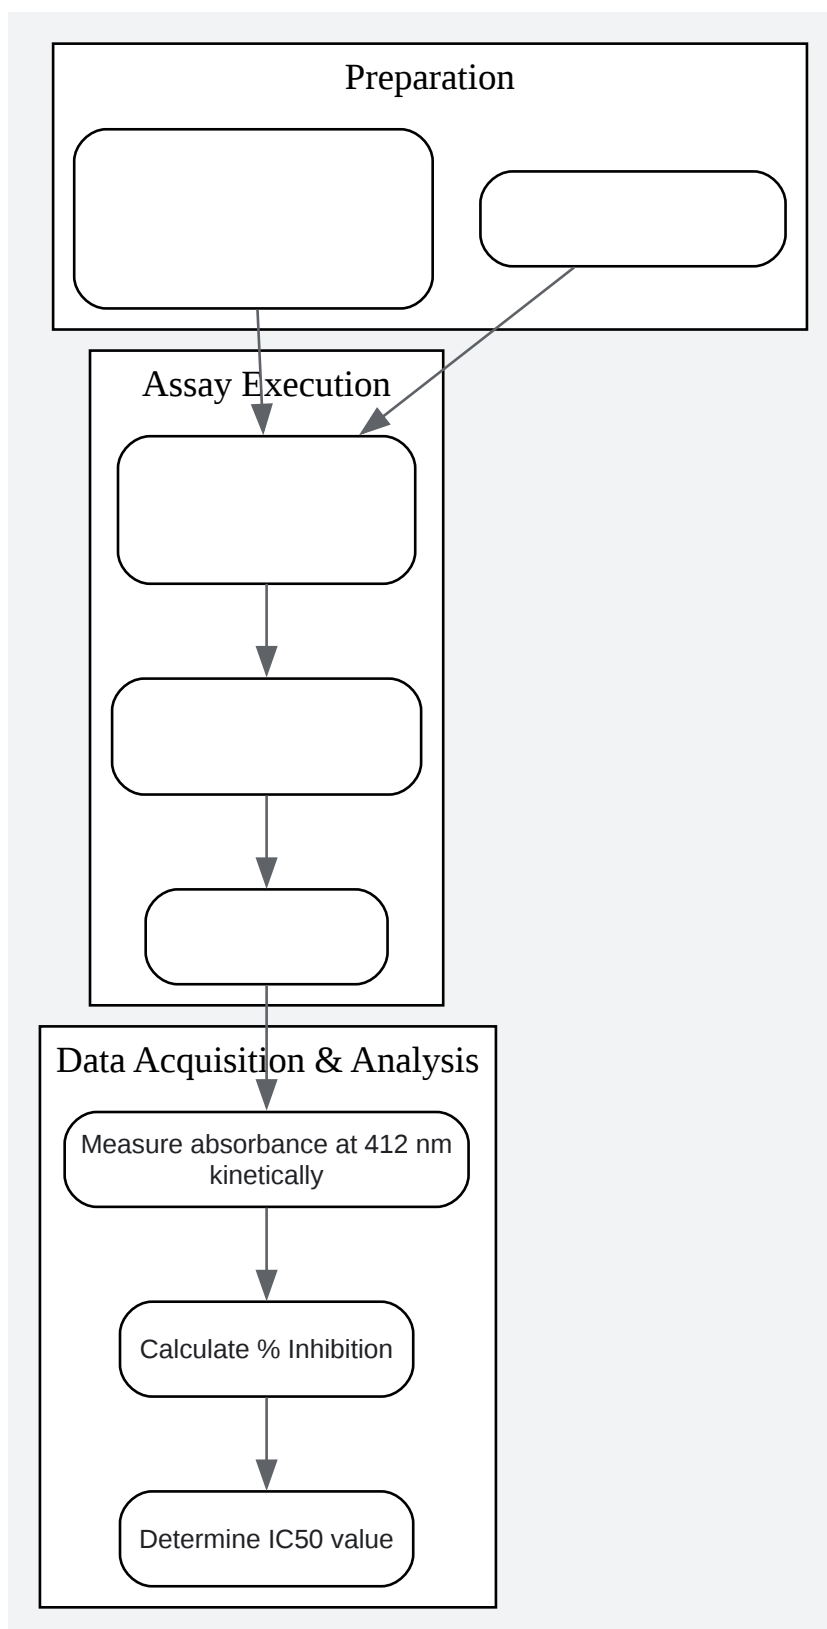 Preparation
Assay Execution
Data Acquisition & Analysis
Measure absorbance at 412 nm
kinetically
Calculate % Inhibition
Determine IC50 value